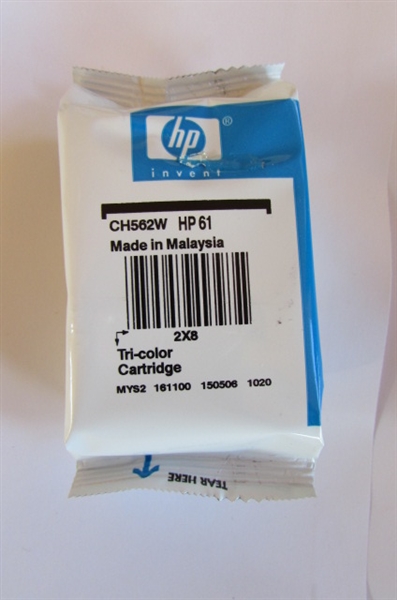 hp
®
invent
CH562W HP 61
Made in Malaysia
2X8
Tri-color
Cartridge
MYS2 161100 150506 1020
TEAR HERE